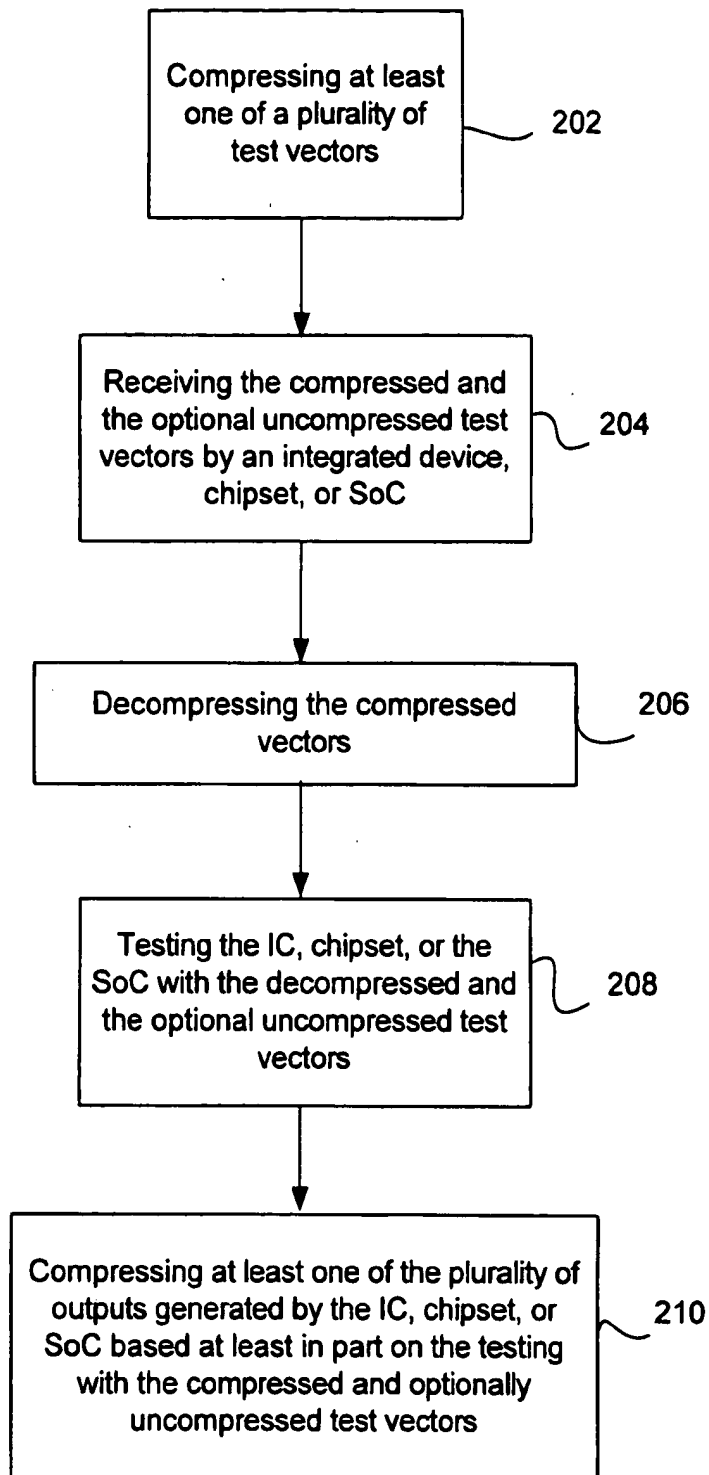 Compressing at least
one of a plurality of
test vectors
202
Receiving the compressed and
the optional uncompressed test
vectors by an integrated device,
chipset, or SoC
204
Decompressing the compressed
vectors
206
Testing the IC, chipset, or the
SoC with the decompressed and
the optional uncompressed test
vectors
208
Compressing at least one of the plurality of
outputs generated by the IC, chipset, or
SoC based at least in part on the testing
with the compressed and optionally
uncompressed test vectors
210